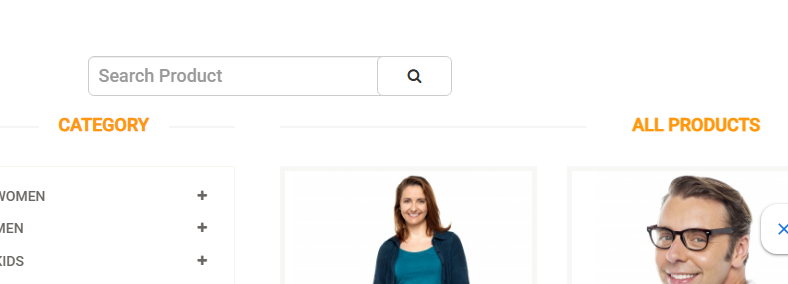 Search Product
CATEGORY
ALL PRODUCTS
WOMEN
MEN
KIDS